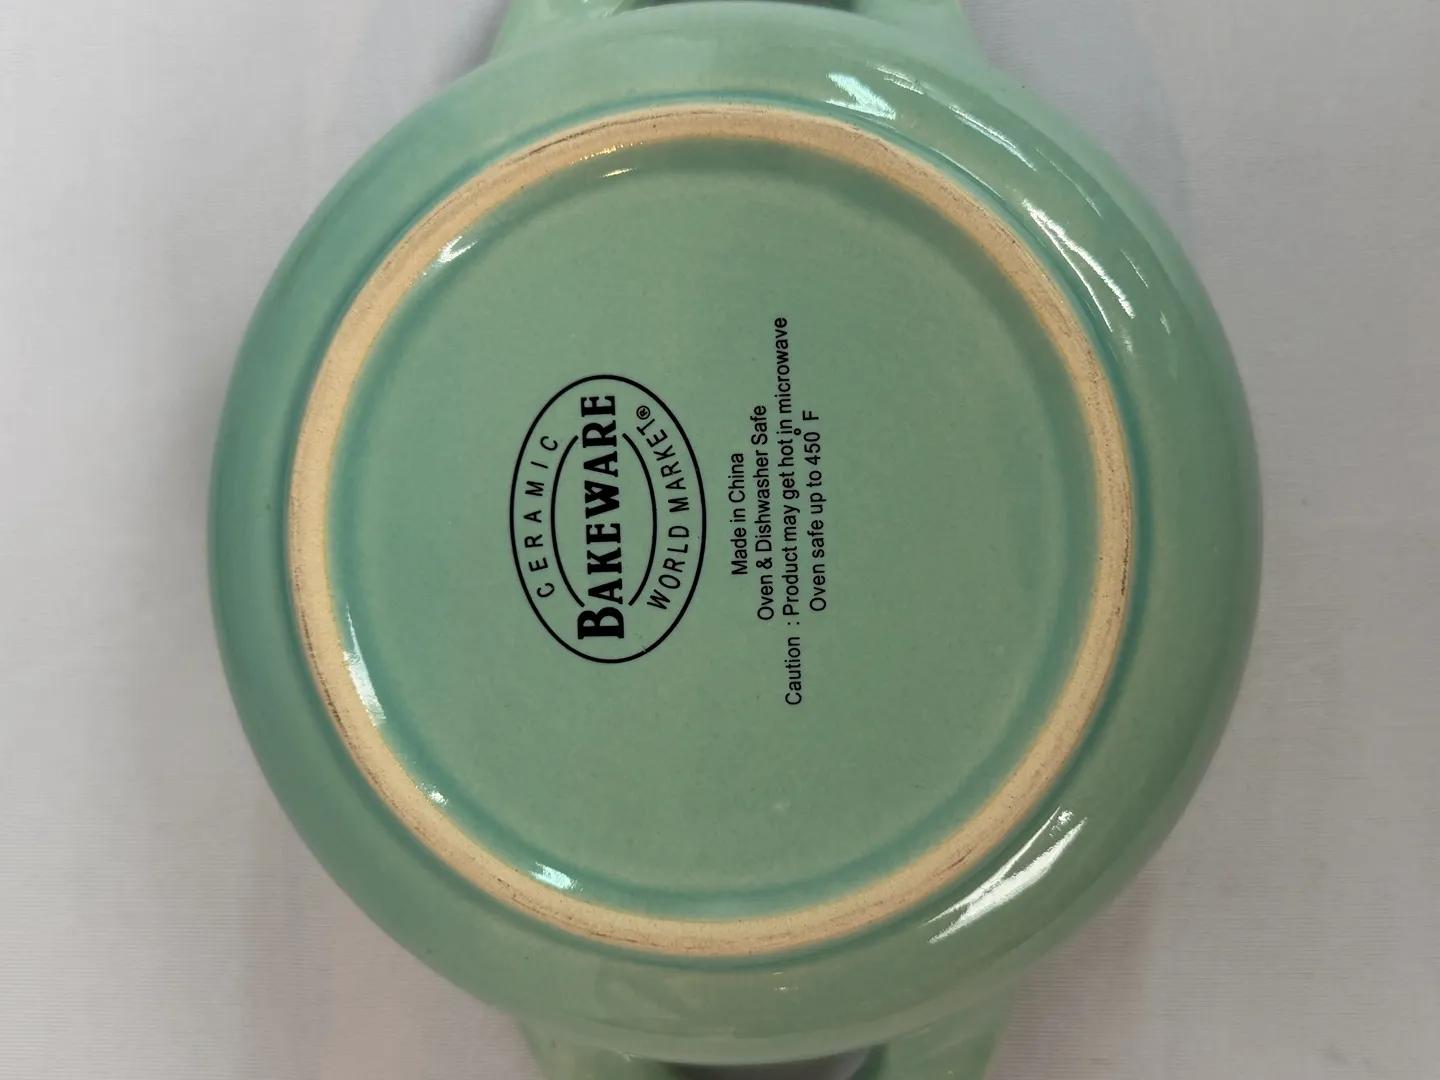 CERAMIC
BAKEWARE
WORLD MARKET®
Made in China
Oven & Dishwasher Safe
Caution : Product may get hot in microwave
Oven safe up to 450° F